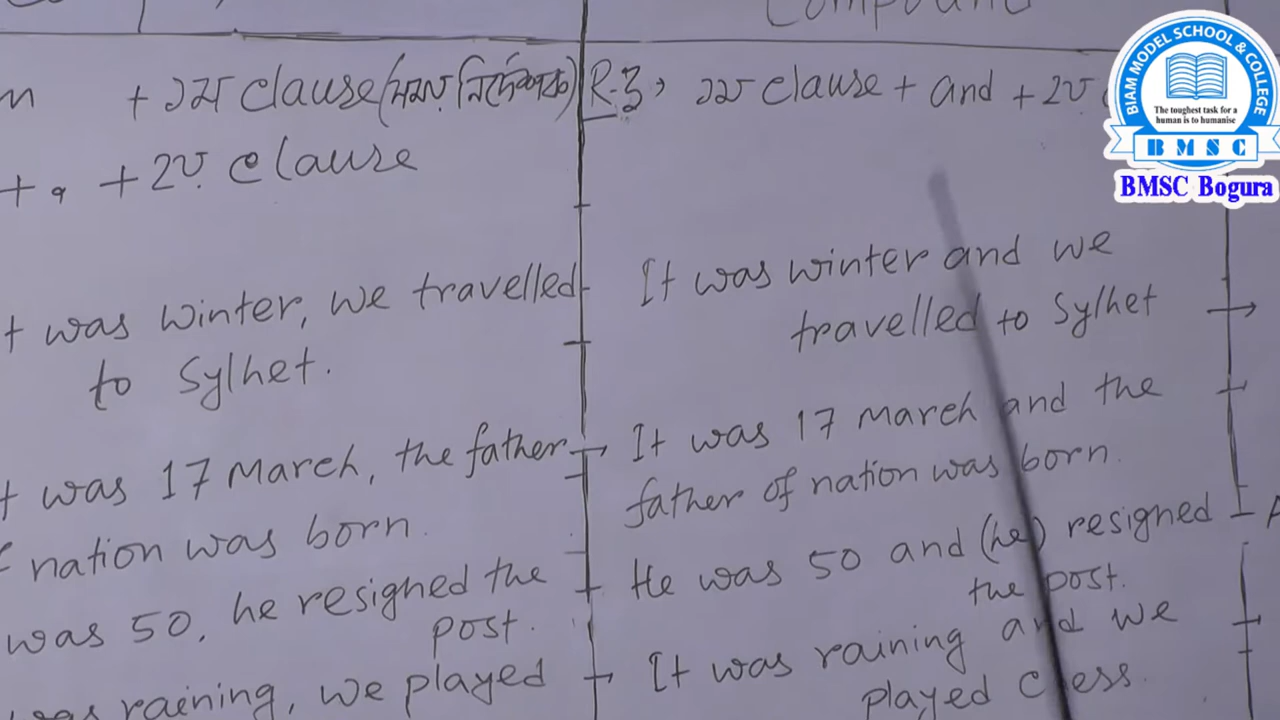 Compound
+ ১ম clause (সময় নির্দেশক)
+ , + ২য় clause
R-3, ১ম clause + and + ২য়
t was winter, we travelled
to Sylhet.
It was winter and we
travelled to Sylhet
t was 17 March, the father
nation was born.
It was 17 March and the
father of nation was born.
was 50, he resigned the
post.
He was 50 and (he) resigned
the post.
was raining, we played
It was raining and we
played chess.
BIAM MODEL SCHOOL & COLLEGE
The toughest task for a
human is to humanise
BMSC
BMSC Bogura